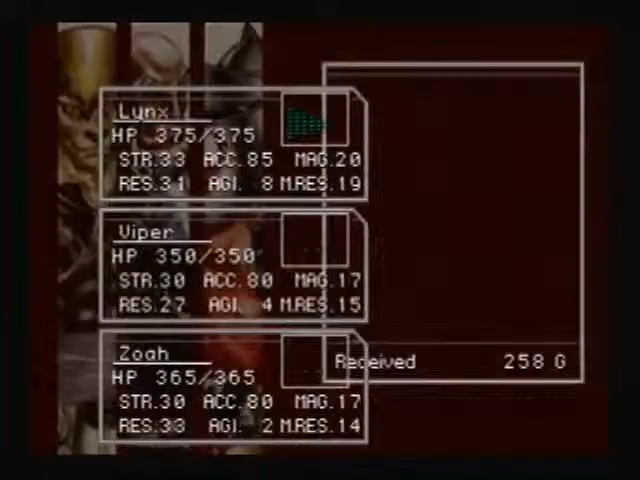 Lynx
HP 375/375
STR.33 ACC.85 MAG.20
RES.31 AGI. 8 M.RES.19
Viper
HP 350/350
STR.30 ACC.80 MAG.17
RES.27 AGI. 4 M.RES.15
Zoah
HP 365/365
STR.30 ACC.80 MAG.17
RES.33 AGI. 2 M.RES.14
Received 258 G